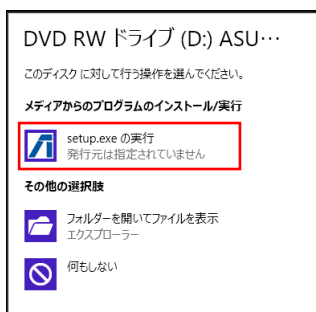 DVD RW ドライブ (D:) ASU…
このディスク に対して行う操作を選んでください。
メディアからのプログラムのインストール/実行
setup.exe の実行
発行元は指定されていません
その他の選択肢
フォルダーを開いてファイルを表示
エクスプローラー
何もしない